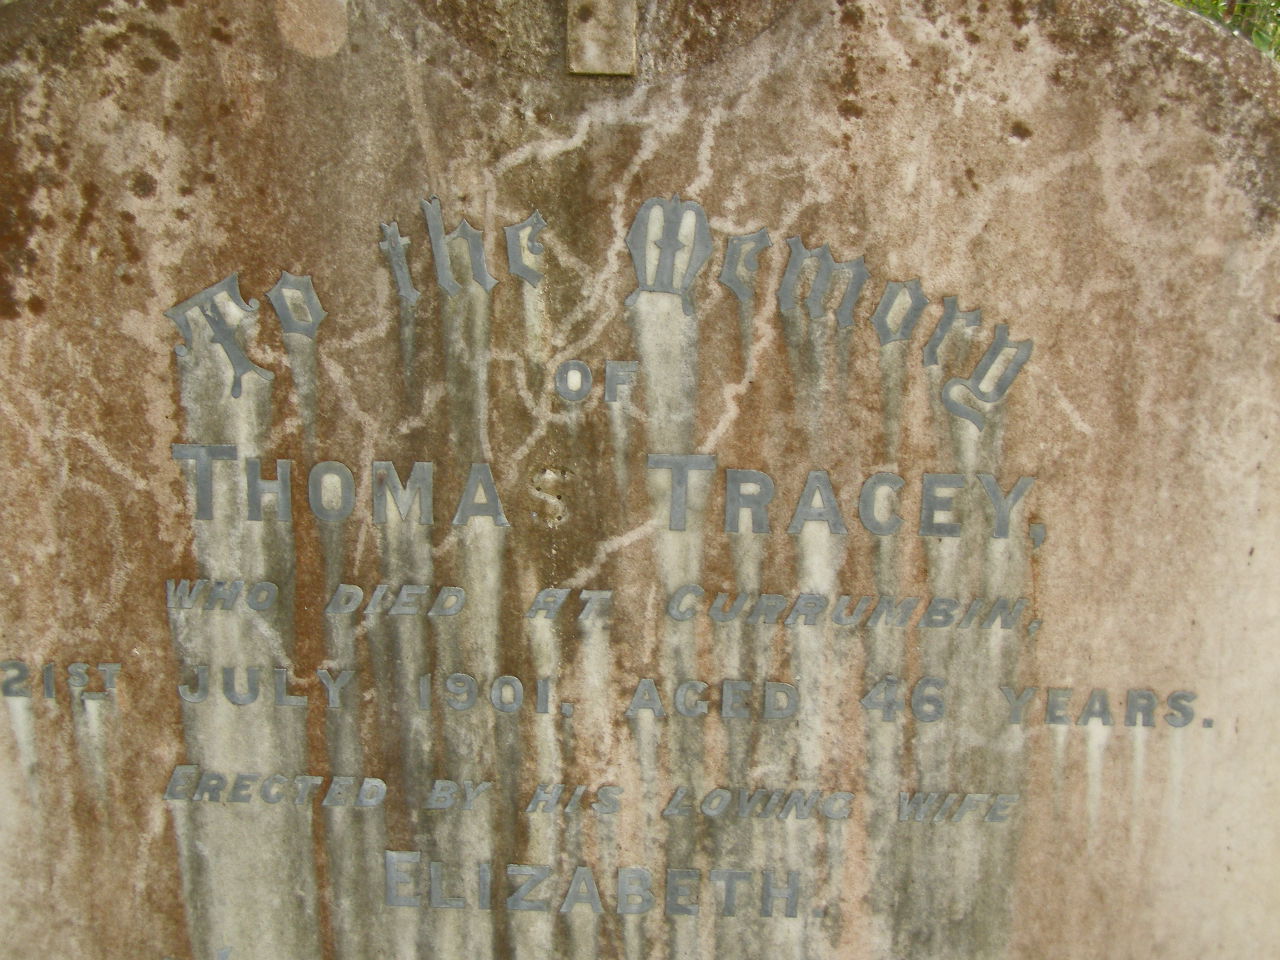 To the Memory
OF
THOMAS TRACEY,
WHO DIED AT CURRUMBIN,
21ST JULY 1901, AGED 46 YEARS.
ERECTED BY HIS LOVING WIFE
ELIZABETH.